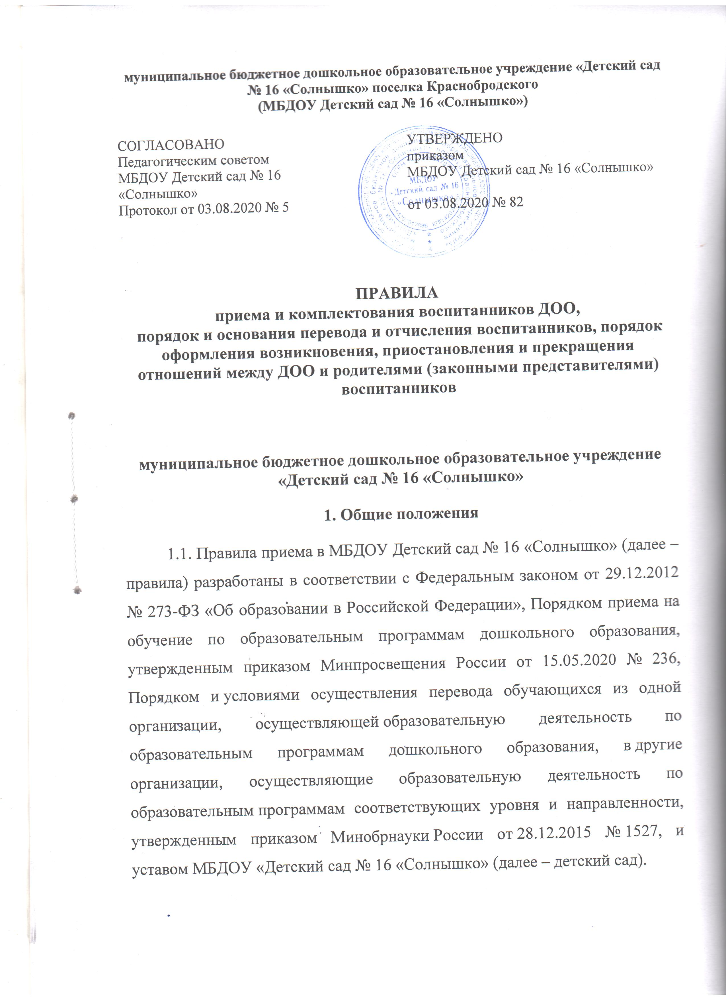 муниципальное бюджетное дошкольное образовательное учреждение «Детский сад
№ 16 «Солнышко» поселка Краснобродского
(МБДОУ Детский сад № 16 «Солнышко»)
СОГЛАСОВАНО
Педагогическим советом
МБДОУ Детский сад № 16
«Солнышко»
Протокол от 03.08.2020 № 5
УТВЕРЖДЕНО
приказом
МБДОУ Детский сад № 16 «Солнышко»
от 03.08.2020 № 82
МБДОУ
«Детский сад № 16
«Солнышко»
ПРАВИЛА
приема и комплектования воспитанников ДОО,
порядок и основания перевода и отчисления воспитанников, порядок
оформления возникновения, приостановления и прекращения
отношений между ДОО и родителями (законными представителями)
воспитанников
муниципальное бюджетное дошкольное образовательное учреждение
«Детский сад № 16 «Солнышко»
1. Общие положения
1.1. Правила приема в МБДОУ Детский сад № 16 «Солнышко» (далее –
правила) разработаны в соответствии с Федеральным законом от 29.12.2012
№ 273-ФЗ «Об образовании в Российской Федерации», Порядком приема на
обучение по образовательным программам дошкольного образования,
утвержденным приказом Минпросвещения России от 15.05.2020 № 236,
Порядком и условиями осуществления перевода обучающихся из одной
организации, осуществляющей образовательную деятельность по
образовательным программам дошкольного образования, в другие
организации, осуществляющие образовательную деятельность по
образовательным программам соответствующих уровня и направленности,
утвержденным приказом Минобрнауки России от 28.12.2015 № 1527, и
уставом МБДОУ «Детский сад № 16 «Солнышко» (далее – детский сад).